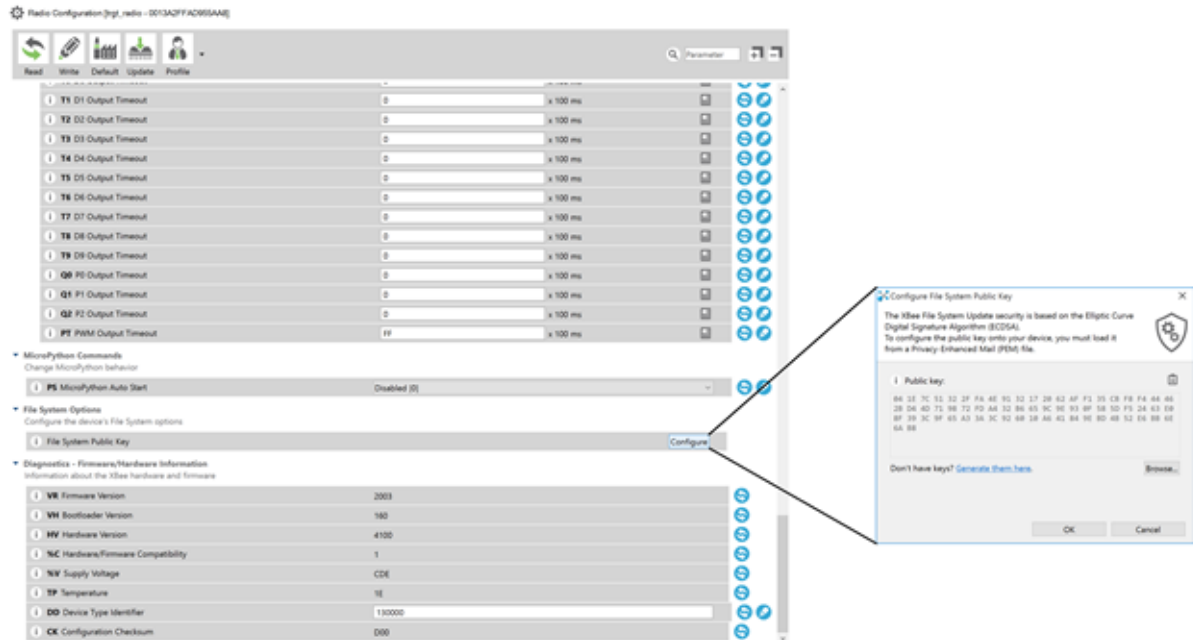 Radio Configuration [trgt_radio - 0013A2FFAD955AA8]
Read Write Default Update Profile
Parameter
T1 D1 Output Timeout 0 x 100 ms
T2 D2 Output Timeout 0 x 100 ms
T3 D3 Output Timeout 0 x 100 ms
T4 D4 Output Timeout 0 x 100 ms
T5 D5 Output Timeout 0 x 100 ms
T6 D6 Output Timeout 0 x 100 ms
T7 D7 Output Timeout 0 x 100 ms
T8 D8 Output Timeout 0 x 100 ms
T9 D9 Output Timeout 0 x 100 ms
Q0 P0 Output Timeout 0 x 100 ms
Q1 P1 Output Timeout 0 x 100 ms
Q2 P2 Output Timeout 0 x 100 ms
PT PWM Output Timeout FF x 100 ms
MicroPython Commands
Change MicroPython behavior
PS MicroPython Auto Start Disabled [0]
File System Options
Configure the device's File System options
File System Public Key Configure
Diagnostics - Firmware/Hardware Information
Information about the XBee hardware and firmware
VR Firmware Version 2003
VH Bootloader Version 160
HV Hardware Version 4100
%C Hardware/Firmware Compatibility 1
%V Supply Voltage CDE
TP Temperature 1E
DD Device Type Identifier 130000
CK Configuration Checksum D00
Configure File System Public Key
The XBee File System Update security is based on the Elliptic Curve
Digital Signature Algorithm (ECDSA).
To configure the public key onto your device, you must load it
from a Privacy-Enhanced Mail (PEM) file.
Public key:
Don't have keys? Generate them here. Browse...
OK Cancel